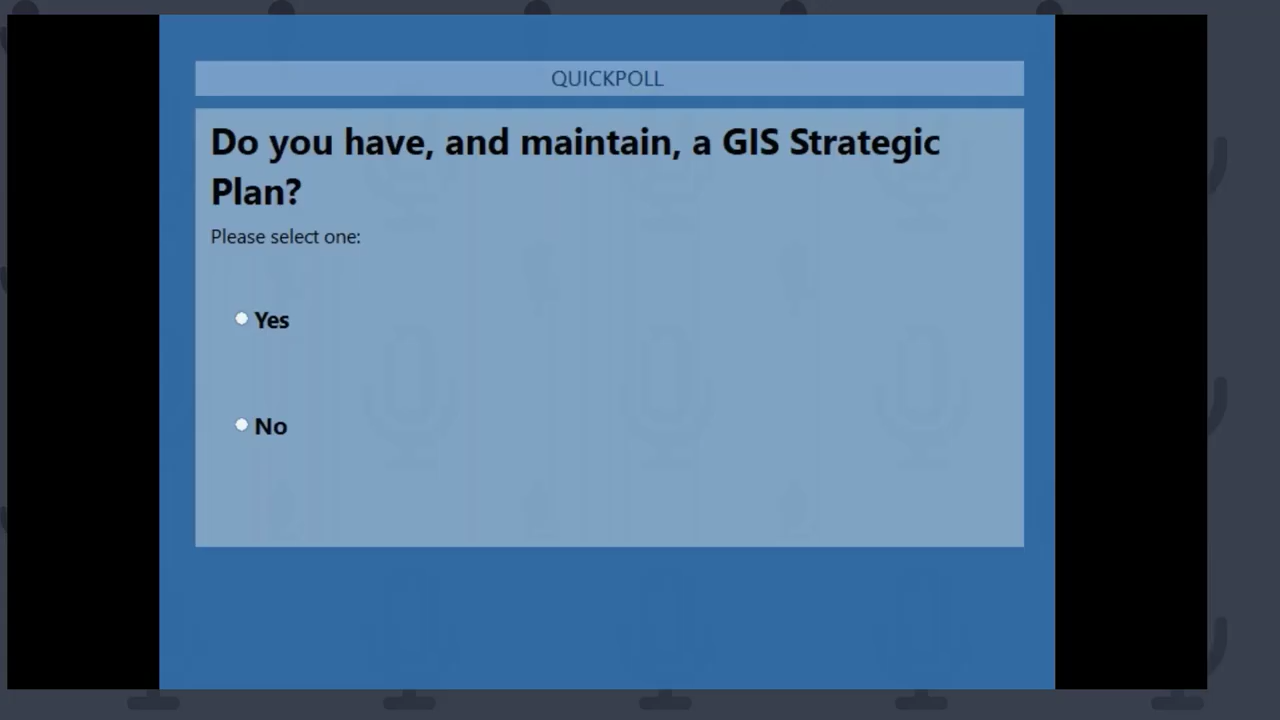 QUICKPOLL
Do you have, and maintain, a GIS Strategic
Plan?
Please select one:
Yes
No